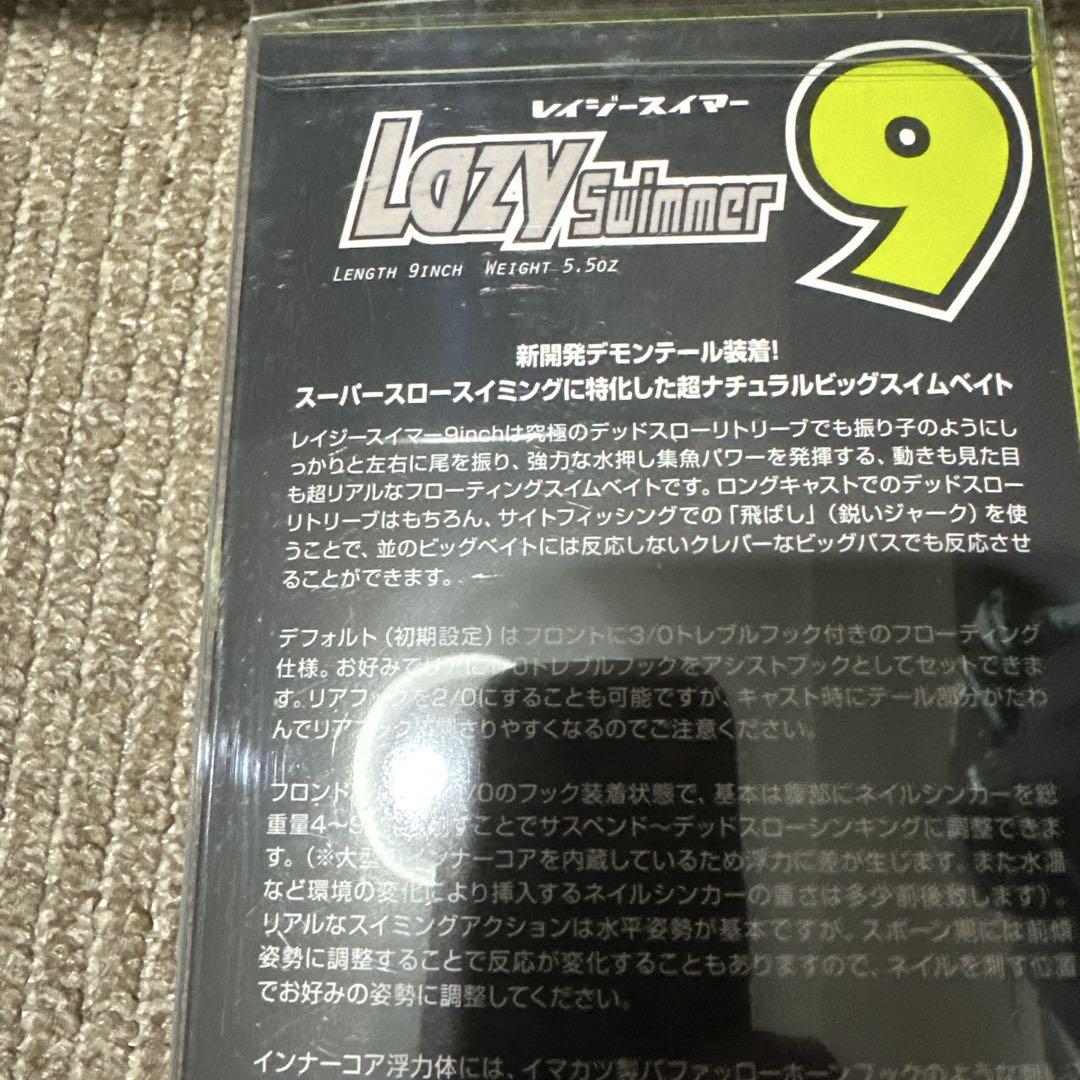 レイジースイマー
Lazy Swimmer 9
LENGTH 9INCH WEIGHT 5.5OZ
新開発デモンテール装着!
スーパースロースイミングに特化した超ナチュラルビッグスイムベイト
レイジースイマー9inchは究極のデッドスローリトリーブでも振り子のようにし
っかりと左右に尾を振り、強力な水押し集魚パワーを発揮する、動きも見た目
も超リアルなフローティングスイムベイトです。ロングキャストでのデッドスロー
リトリーブはもちろん、サイトフィッシングでの「飛ばし」(鋭いジャーク)を使
うことで、並のビッグベイトには反応しないクレバーなビッグバスでも反応させ
ることができます。
デフォルト(初期設定)はフロントに3/0トレブルフック付きのフローティング
仕様。お好みでリアに トレブルフックをアシストフックとしてセットできま
す。リアフックを2/0にすることも可能ですが、キャスト時にテール部分がたわ
んでリアフックが刺さりやすくなるのでご注意ください。
フロント /0のフック装着状態で、基本は腹部にネイルシンカーを総
重量4~ すことでサスペンド~デッドスローシンキングに調整できま
す。(※大型のインナーコアを内蔵しているため浮力に差が生じます。また水温
など環境の変化により挿入するネイルシンカーの重さは多少前後致します)。
リアルなスイミングアクションは水平姿勢が基本ですが、スポーン期には前傾
姿勢に調整することで反応が変化することもありますので、ネイルを刺す位置
でお好みの姿勢に調整してください。
インナーコア浮力体には、イマカツ製バファローホーンフックのような